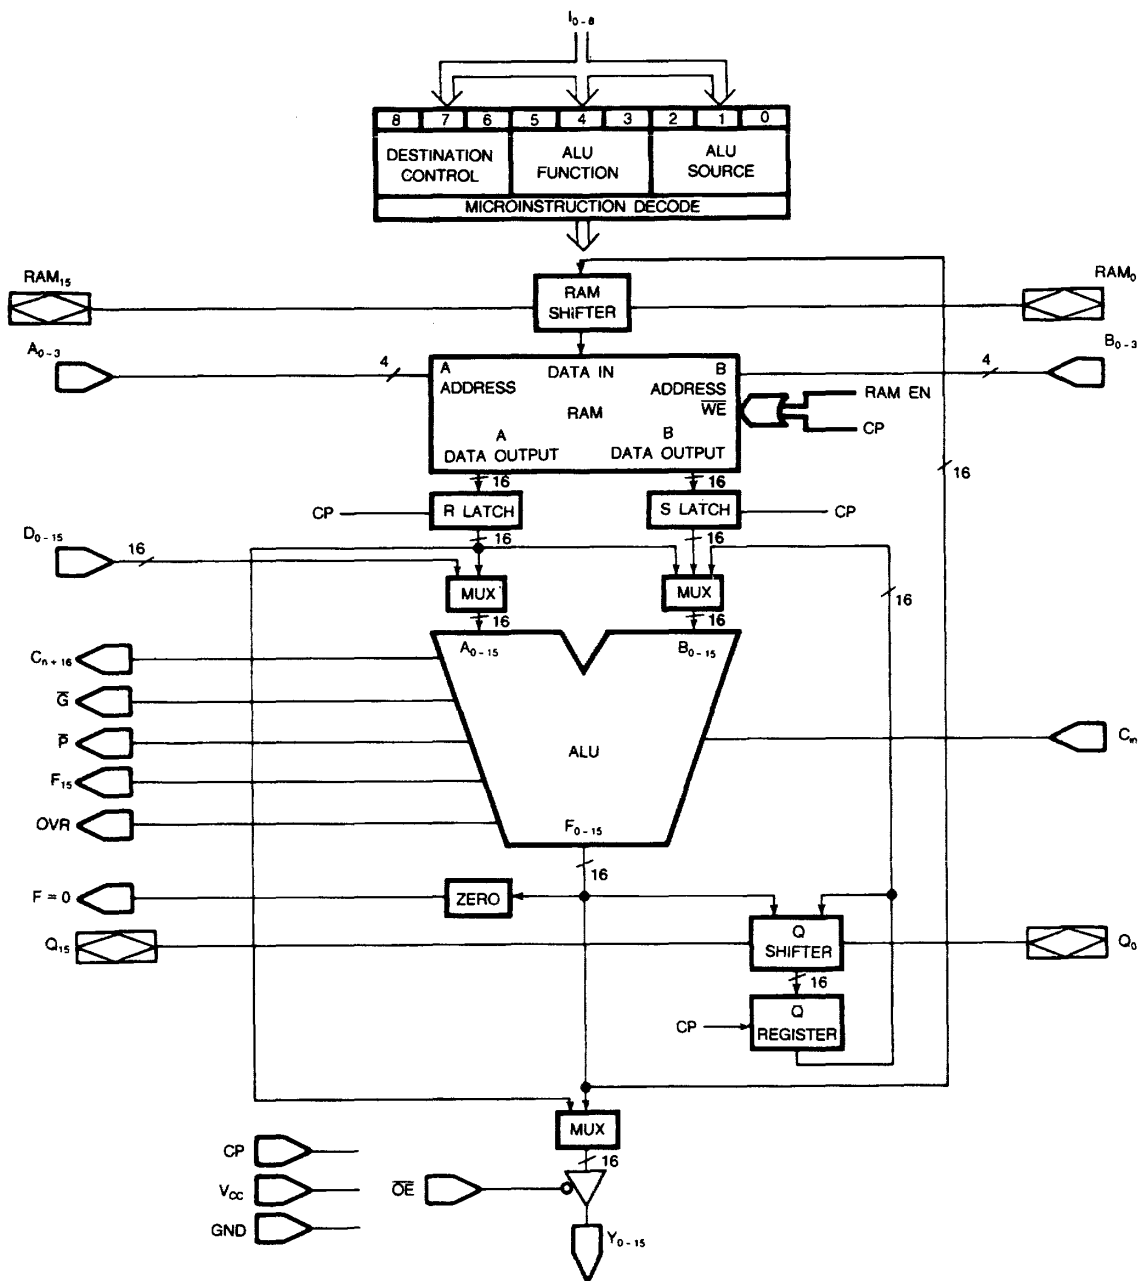 I0-8
8 7 6 5 4 3 2 1 0
DESTINATION CONTROL
ALU FUNCTION
ALU SOURCE
MICROINSTRUCTION DECODE
RAM15
RAM SHIFTER
RAM0
A0-3
4
A ADDRESS
DATA IN
B ADDRESS
4
B0-3
RAM
WE
RAM EN
CP
A DATA OUTPUT
B DATA OUTPUT
16
16
16
CP
R LATCH
S LATCH
CP
D0-15
16
16
16
MUX
MUX
16
16
16
A0-15
B0-15
Cn+16
G
P
ALU
Cin
F15
OVR
F0-15
16
F = 0
ZERO
Q15
Q SHIFTER
Q0
16
CP
Q REGISTER
MUX
CP
16
VCC
OE
GND
Y0-15